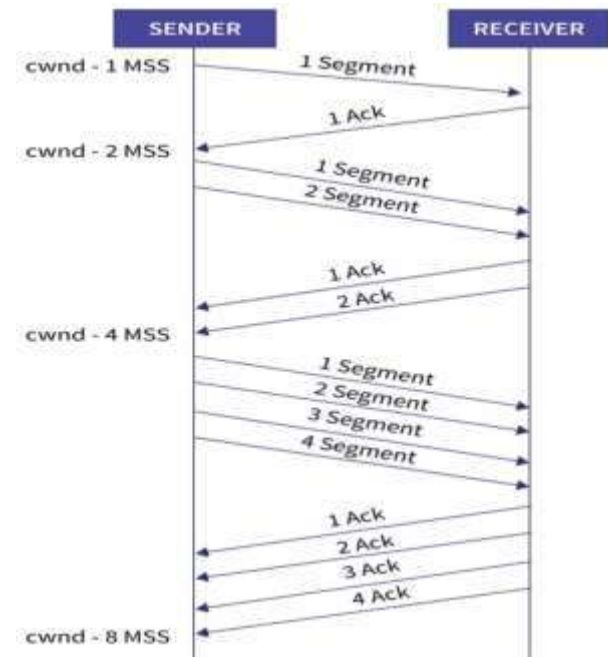 SENDER
RECEIVER
cwnd - 1 MSS
1 Segment
1 Ack
cwnd - 2 MSS
1 Segment
2 Segment
1 Ack
2 Ack
cwnd - 4 MSS
1 Segment
2 Segment
3 Segment
4 Segment
1 Ack
2 Ack
3 Ack
4 Ack
cwnd - 8 MSS